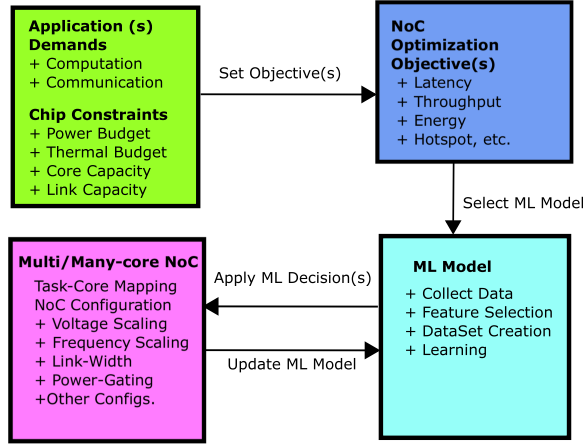 Application (s)
Demands
+ Computation
+ Communication
Chip Constraints
+ Power Budget
+ Thermal Budget
+ Core Capacity
+ Link Capacity
Set Objective(s)
NoC
Optimization
Objective(s)
+ Latency
+ Throughput
+ Energy
+ Hotspot, etc.
Select ML Model
Multi/Many-core NoC
Task-Core Mapping
NoC Configuration
+ Voltage Scaling
+ Frequency Scaling
+ Link-Width
+ Power-Gating
+Other Configs.
Apply ML Decision(s)
Update ML Model
ML Model
+ Collect Data
+ Feature Selection
+ DataSet Creation
+ Learning